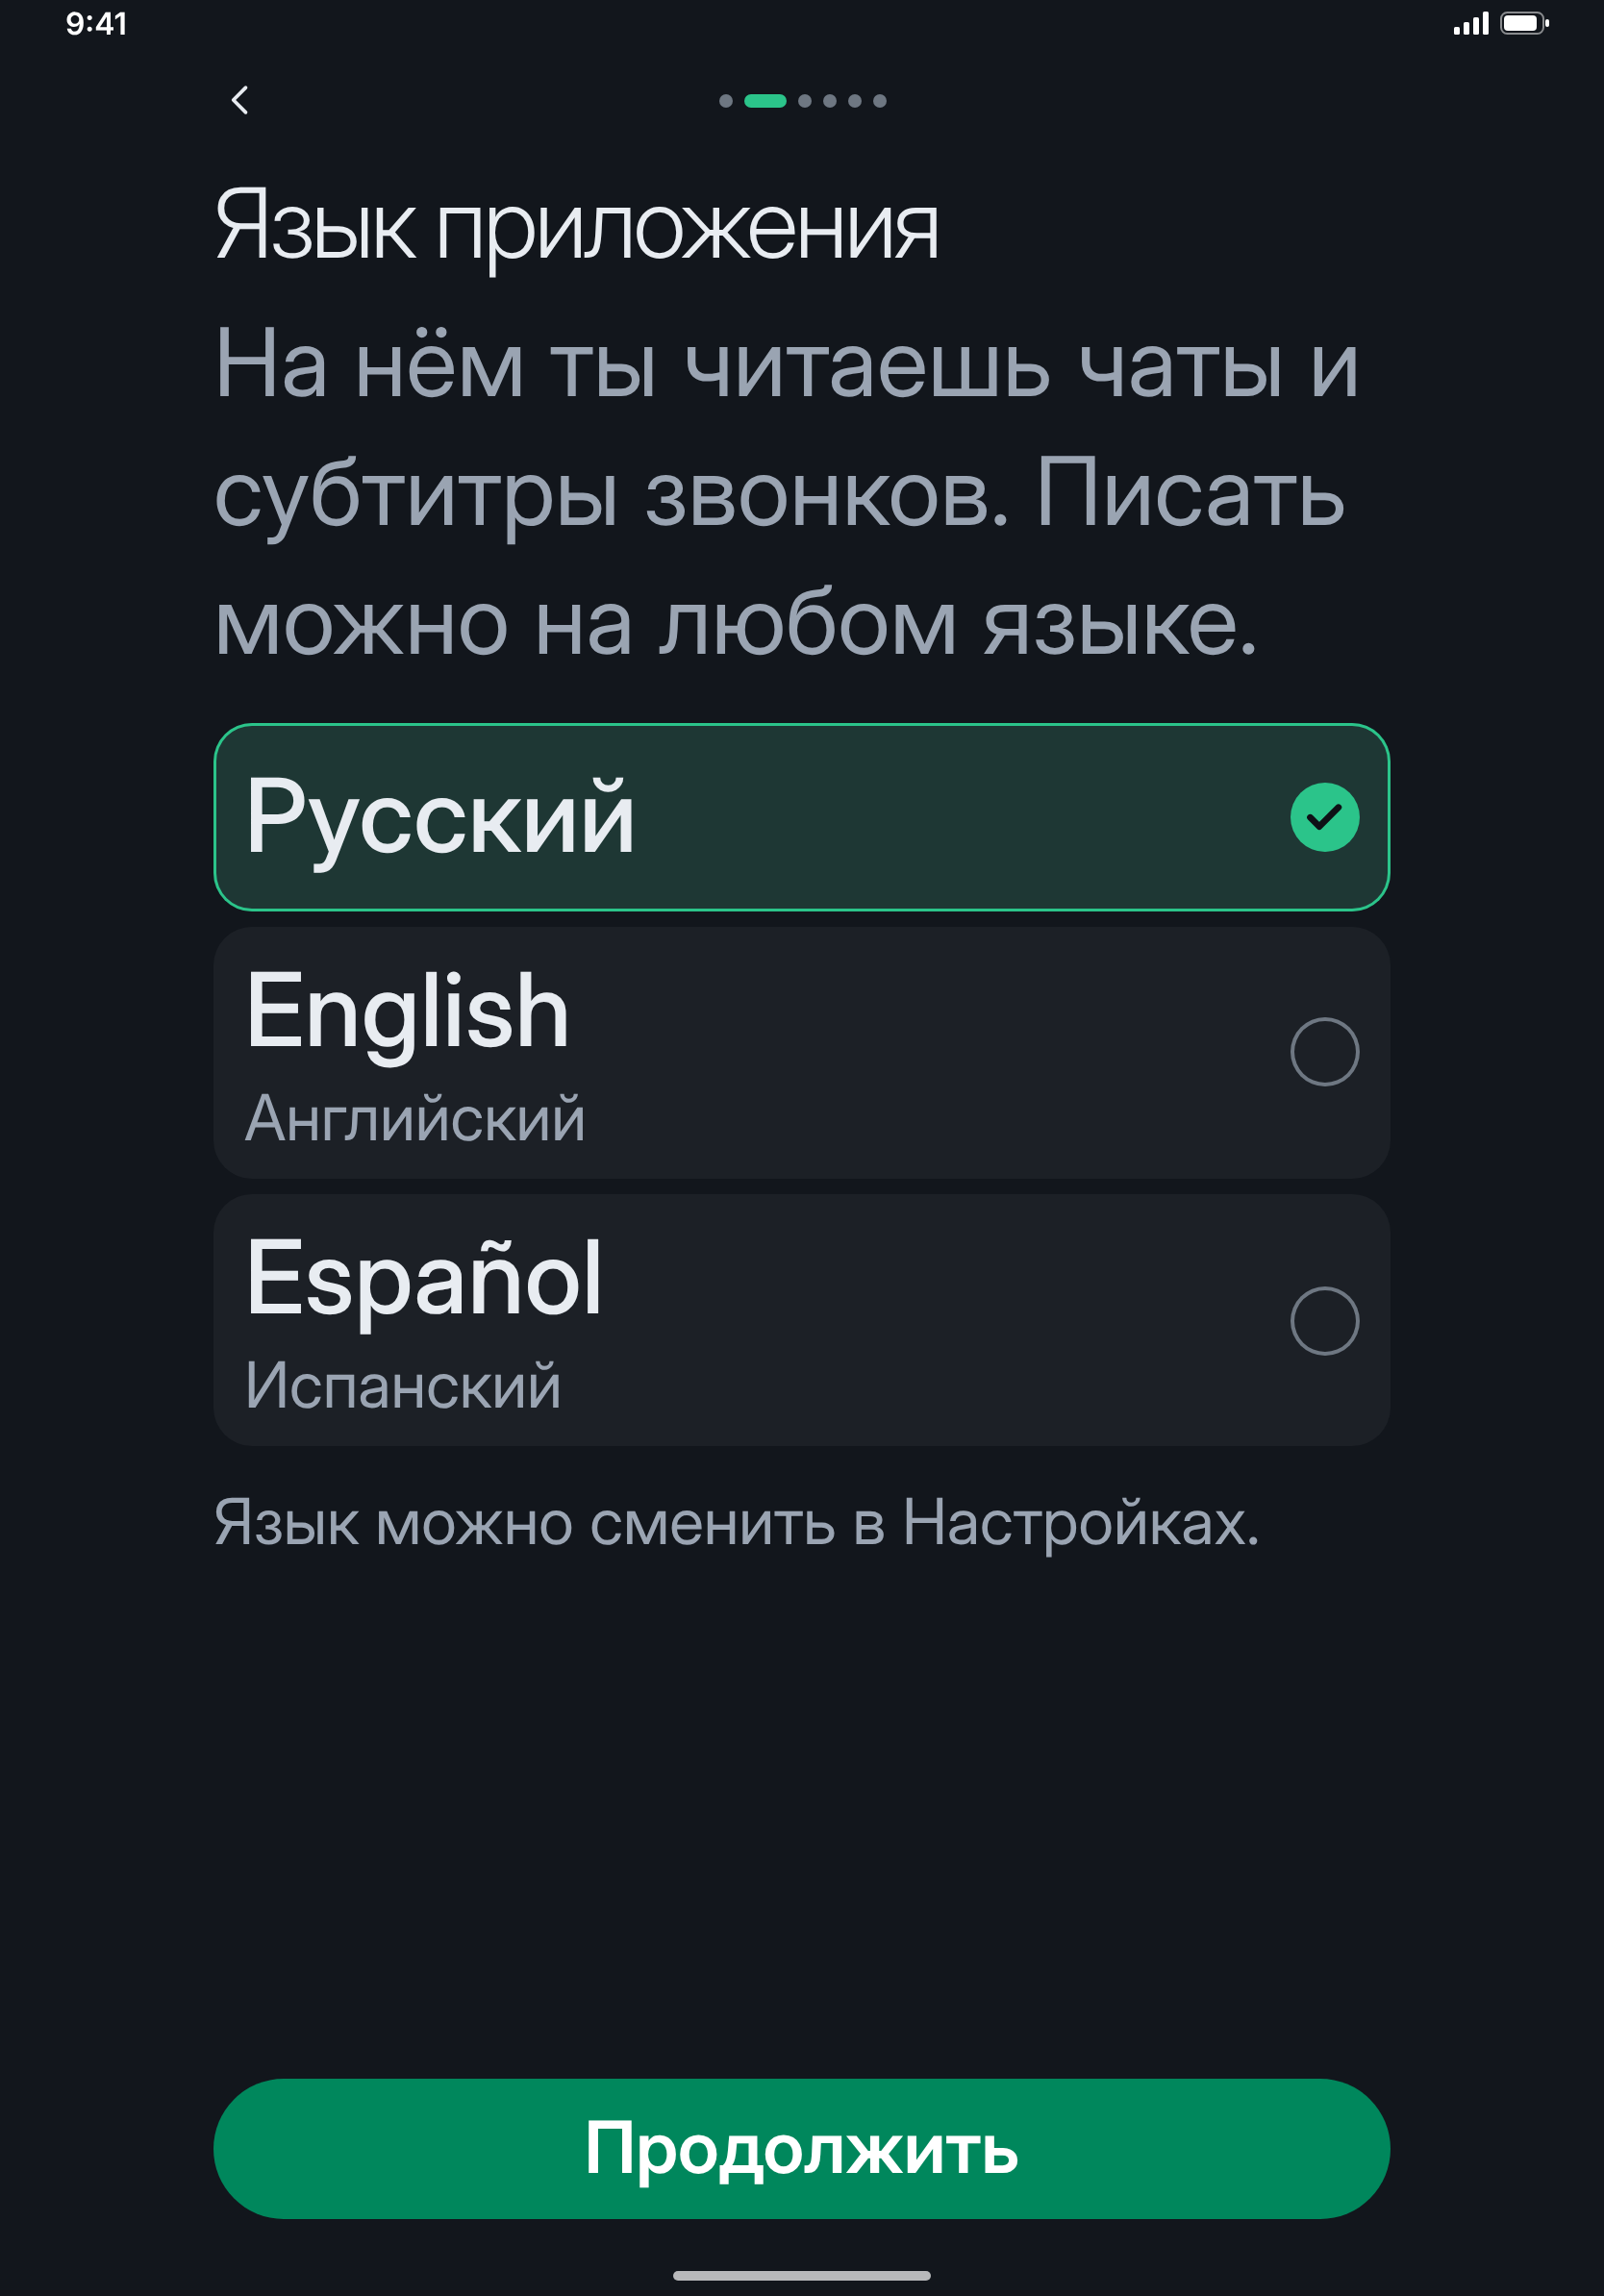 9:41
Язык приложения
На нём ты читаешь чаты и
субтитры звонков. Писать
можно на любом языке.
Русский
English
Английский
Español
Испанский
Язык можно сменить в Настройках.
Продолжить